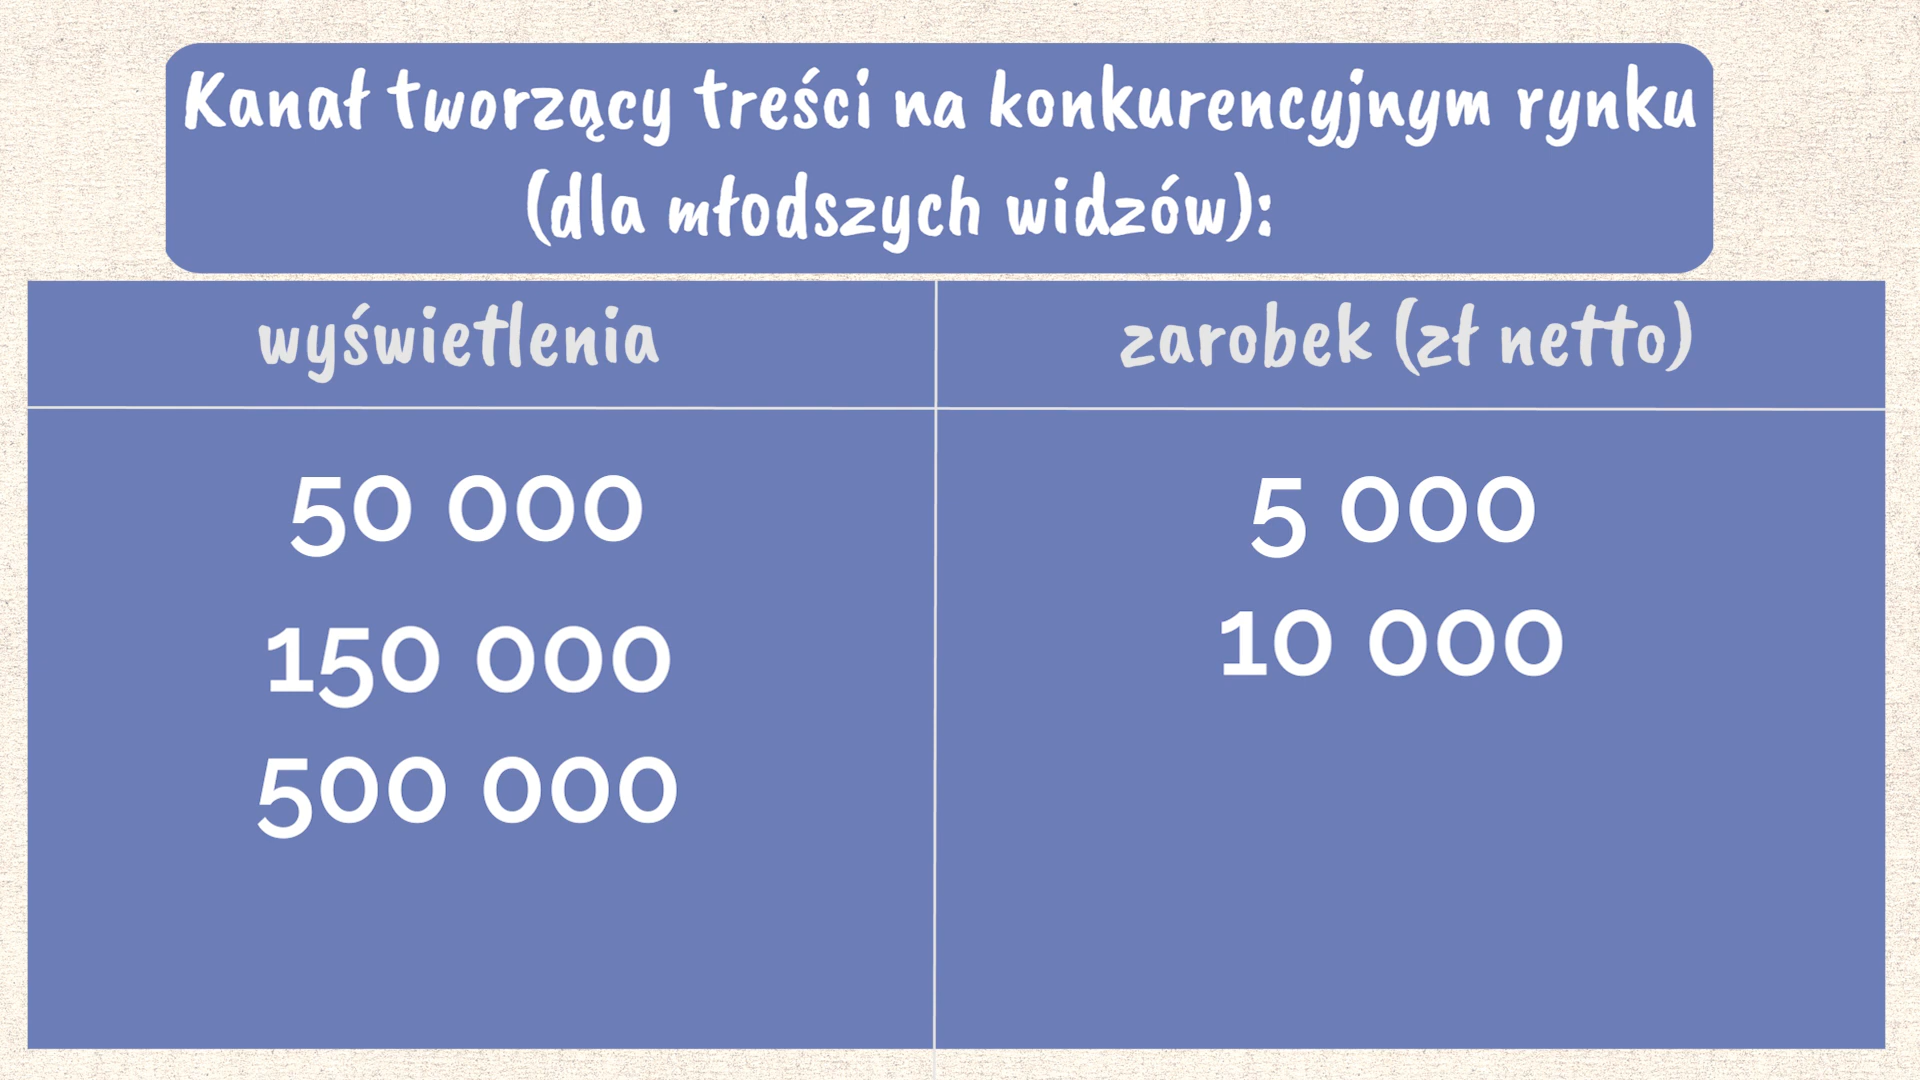 Kanał tworzący treści na konkurencyjnym rynku
(dla młodszych widzów):
wyświetlenia zarobek (zł netto)
50 000 5 000
150 000 10 000
500 000